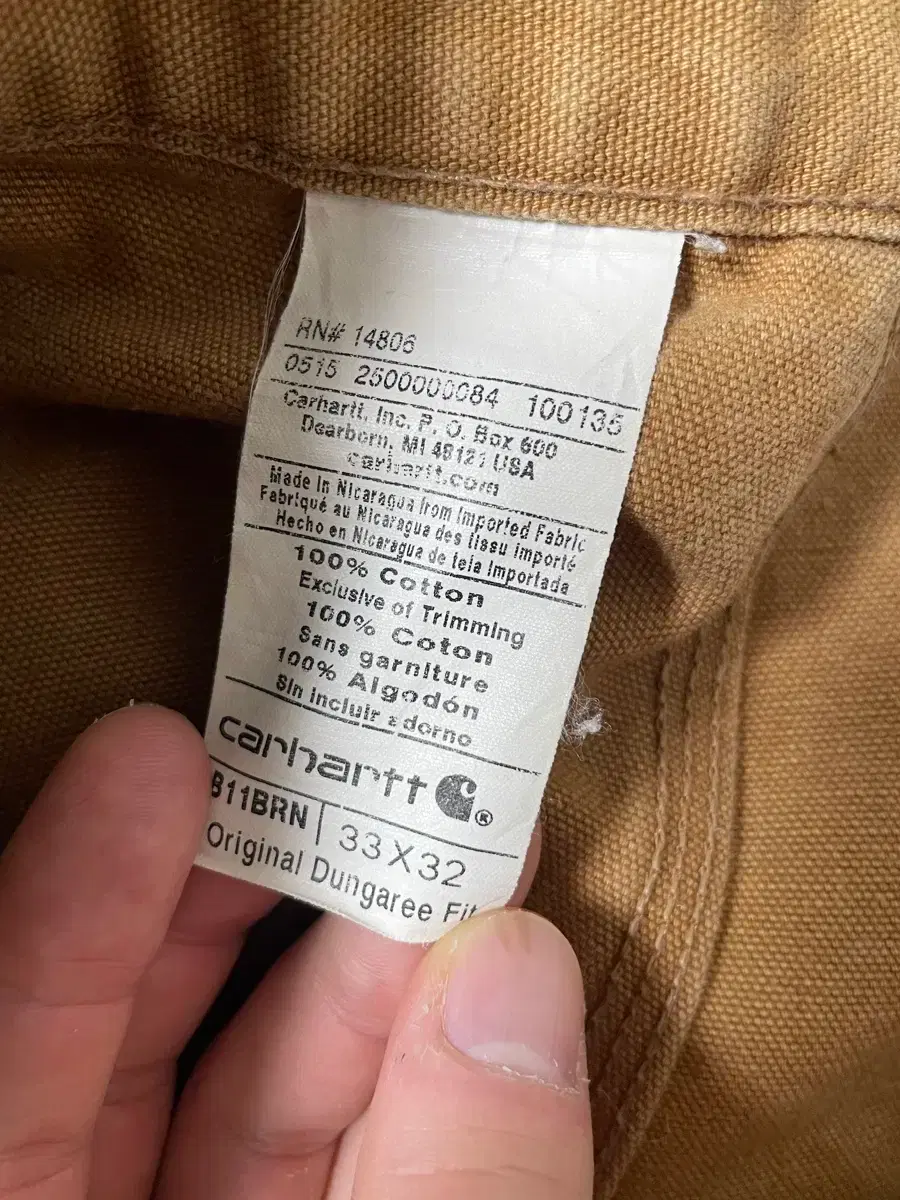 RN# 14806
0515 2500000084 100135
Carhartt, Inc. P. O. Box 600
Dearborn, MI 48121 USA
carhartt.com
Made in Nicaragua from Imported Fabric
Fabriqué au Nicaragua des tissu importé
Hecho en Nicaragua de tela importada
100% Cotton
Exclusive of Trimming
100% Coton
Sans garniture
100% Algodón
Sin incluir adorno
carhartt ®
B11BRN 33X32
Original Dungaree Fit